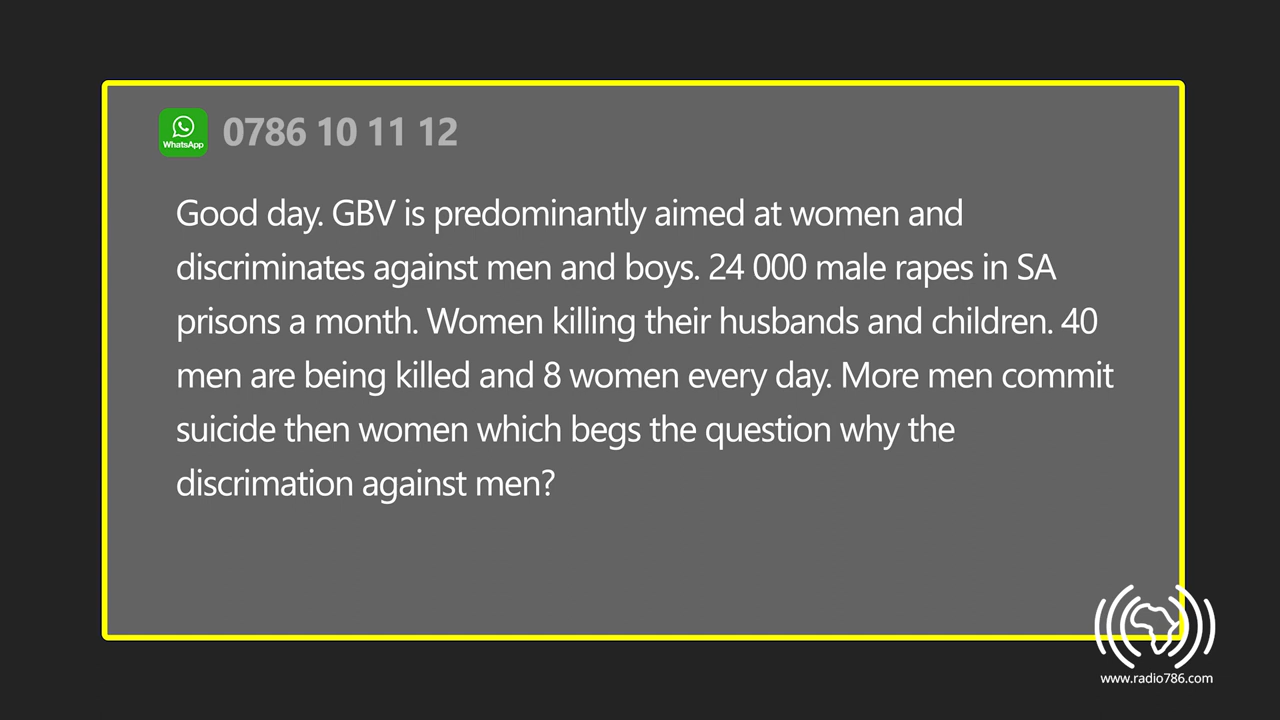 WhatsApp
0786 10 11 12
Good day. GBV is predominantly aimed at women and
discriminates against men and boys. 24 000 male rapes in SA
prisons a month. Women killing their husbands and children. 40
men are being killed and 8 women every day. More men commit
suicide then women which begs the question why the
discrimation against men?
www.radio786.com